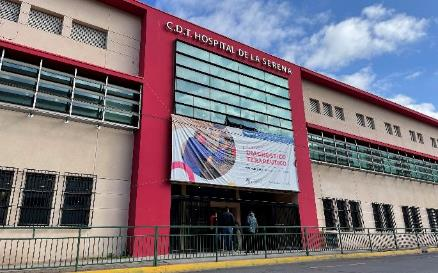 C.D.T. HOSPITAL DE LA SERENA
DIAGNÓSTICO
TERAPÉUTICO